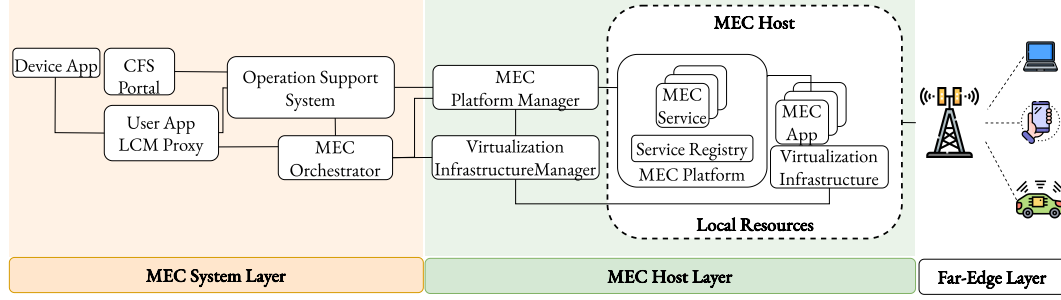 Device App
CFS
Portal
User App
LCM Proxy
Operation Support
System
MEC
Orchestrator
MEC
Platform Manager
Virtualization
InfrastructureManager
MEC Host
MEC
Service
Service Registry
MEC Platform
MEC
App
Virtualization
Infrastructure
Local Resources
MEC System Layer
MEC Host Layer
Far-Edge Layer